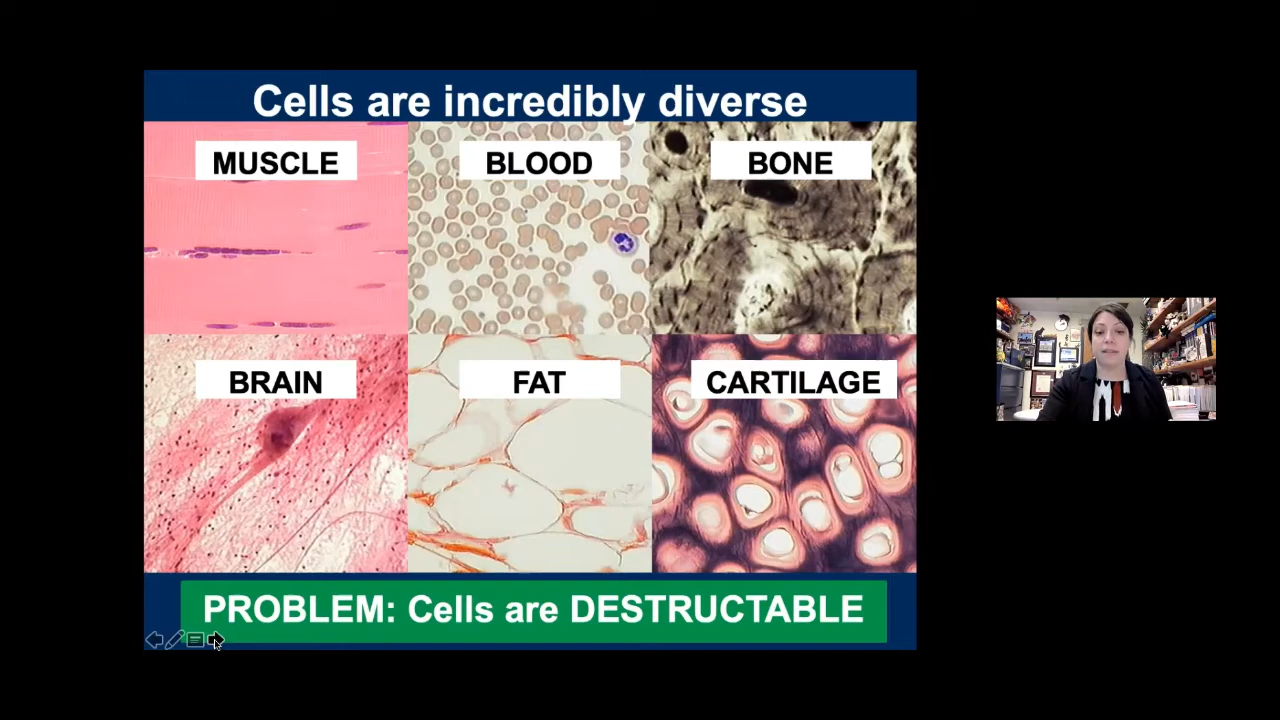 Cells are incredibly diverse
MUSCLE
BLOOD
BONE
BRAIN
FAT
CARTILAGE
PROBLEM: Cells are DESTRUCTABLE